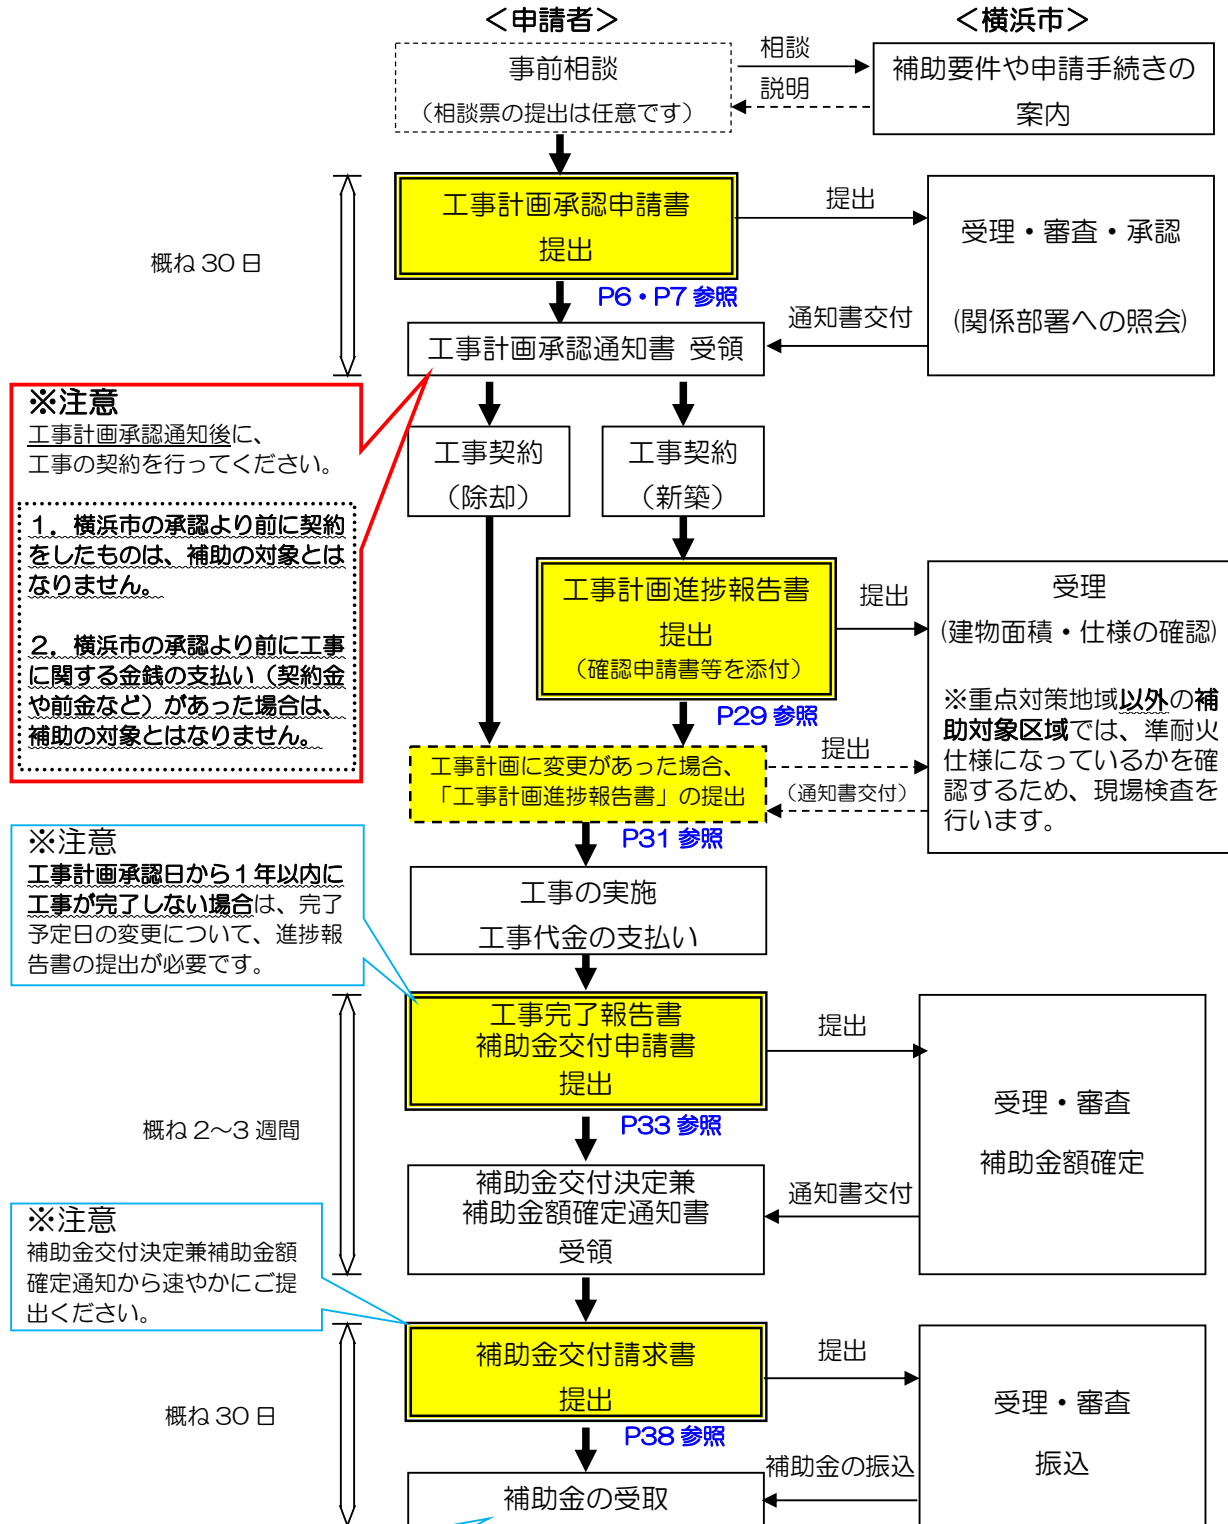 ＜申請者＞
＜横浜市＞
事前相談
（相談票の提出は任意です）
相談
説明
補助要件や申請手続きの
案内
概ね 30 日
工事計画承認申請書
提出
P6・P7 参照
提出
受理・審査・承認
(関係部署への照会)
通知書交付
工事計画承認通知書 受領
※注意
工事計画承認通知後に、
工事の契約を行ってください。
１．横浜市の承認より前に契約
をしたものは、補助の対象とは
なりません。
２．横浜市の承認より前に工事
に関する金銭の支払い（契約金
や前金など）があった場合は、
補助の対象とはなりません。
工事契約
（除却）
工事契約
（新築）
工事計画進捗報告書
提出
（確認申請書等を添付）
P29 参照
提出
受理
(建物面積・仕様の確認)
※重点対策地域以外の補
助対象区域では、準耐火
仕様になっているかを確
認するため、現場検査を
行います。
工事計画に変更があった場合、
「工事計画進捗報告書」の提出
P31 参照
提出
（通知書交付）
※注意
工事計画承認日から１年以内に
工事が完了しない場合は、完了
予定日の変更について、進捗報
告書の提出が必要です。
工事の実施
工事代金の支払い
概ね 2～3 週間
工事完了報告書
補助金交付申請書
提出
P33 参照
提出
受理・審査
補助金額確定
通知書交付
補助金交付決定兼
補助金額確定通知書
受領
※注意
補助金交付決定兼補助金額
確定通知から速やかにご提
出ください。
概ね 30 日
補助金交付請求書
提出
P38 参照
提出
受理・審査
振込
補助金の振込
補助金の受取